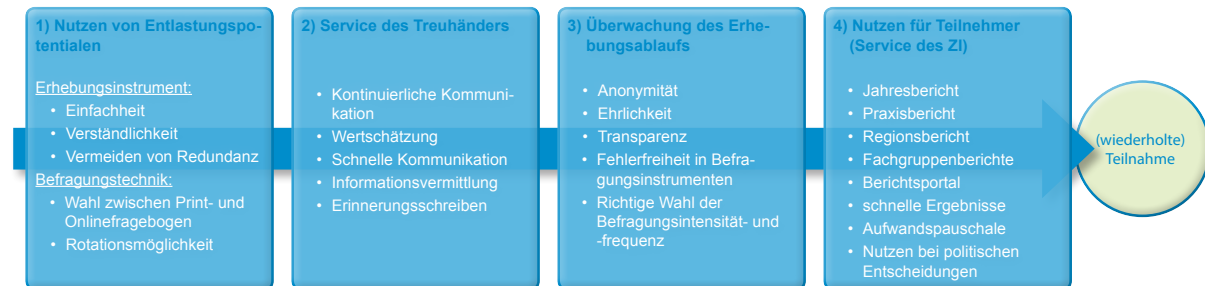 1) Nutzen von Entlastungspo-
tentialen
Erhebungsinstrument:
• Einfachheit
• Verständlichkeit
• Vermeiden von Redundanz
Befragungstechnik:
• Wahl zwischen Print- und
Onlinefragebogen
• Rotationsmöglichkeit
2) Service des Treuhänders
• Kontinuierliche Kommuni-
kation
• Wertschätzung
• Schnelle Kommunikation
• Informationsvermittlung
• Erinnerungsschreiben
3) Überwachung des Erhe-
bungsablaufs
• Anonymität
• Ehrlichkeit
• Transparenz
• Fehlerfreiheit in Befra-
gungsinstrumenten
• Richtige Wahl der
Befragungsintensität- und
-frequenz
4) Nutzen für Teilnehmer
(Service des ZI)
• Jahresbericht
• Praxisbericht
• Regionsbericht
• Fachgruppenberichte
• Berichtsportal
• schnelle Ergebnisse
• Aufwandspauschale
• Nutzen bei politischen
Entscheidungen
(wiederholte)
Teilnahme